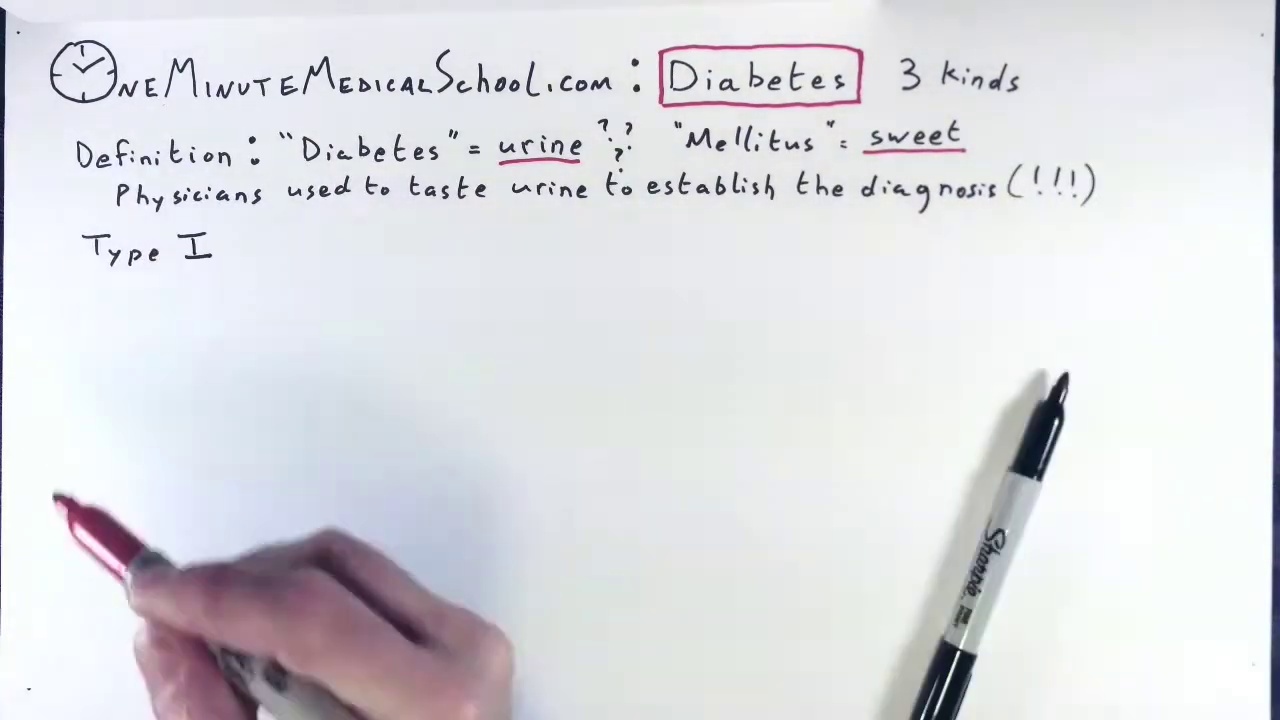 ONEMINUTEMEDICALSCHOOL.COM: Diabetes 3 kinds
Definition: "Diabetes" = urine ??? "Mellitus" = sweet
Physicians used to taste urine to establish the diagnosis (!!!)
Type I
Sharpie